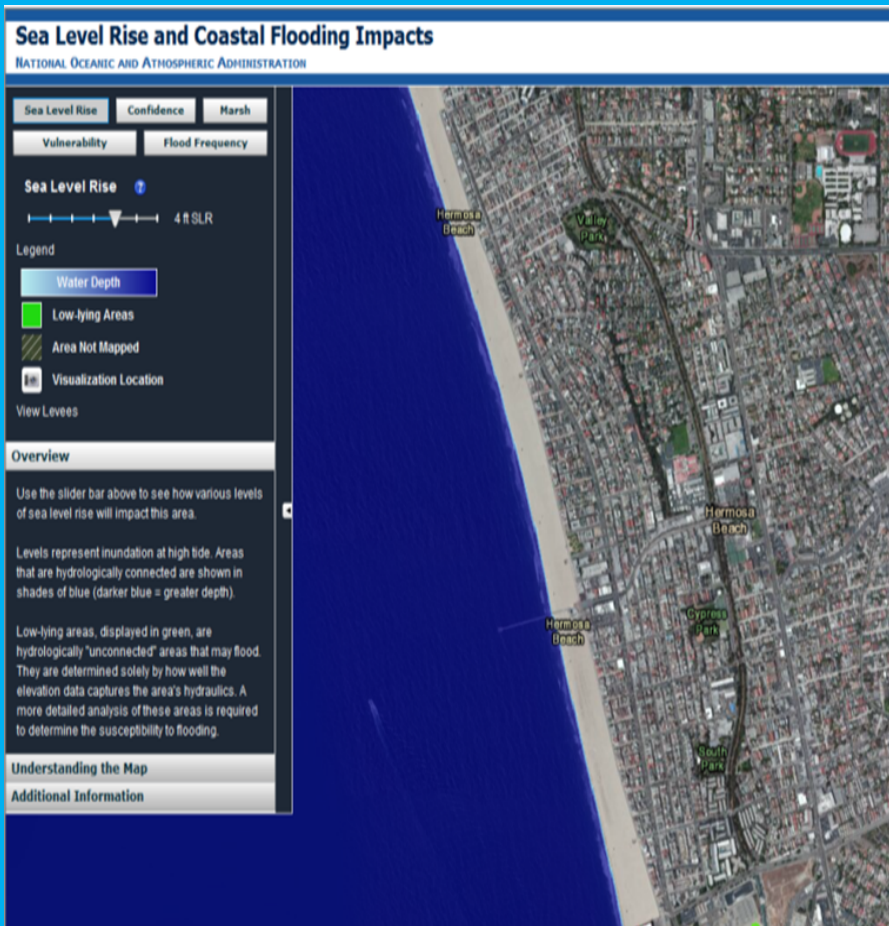 Sea Level Rise and Coastal Flooding Impacts
NATIONAL OCEANIC AND ATMOSPHERIC ADMINISTRATION
Sea Level Rise
Confidence
Marsh
Vulnerability
Flood Frequency
Sea Level Rise ?
4 ft SLR
Legend
Water Depth
Low-lying Areas
Area Not Mapped
Visualization Location
View Levees
Overview
Use the slider bar above to see how various levels
of sea level rise will impact this area.
Levels represent inundation at high tide. Areas
that are hydrologically connected are shown in
shades of blue (darker blue = greater depth).
Low-lying areas, displayed in green, are
hydrologically "unconnected" areas that may flood.
They are determined solely by how well the
elevation data captures the area's hydraulics. A
more detailed analysis of these areas is required
to determine the susceptibility to flooding.
Understanding the Map
Additional Information
Hermosa
Beach
Valley
Park
Hermosa
Beach
Hermosa
Beach
Cypress
Park
South
Park